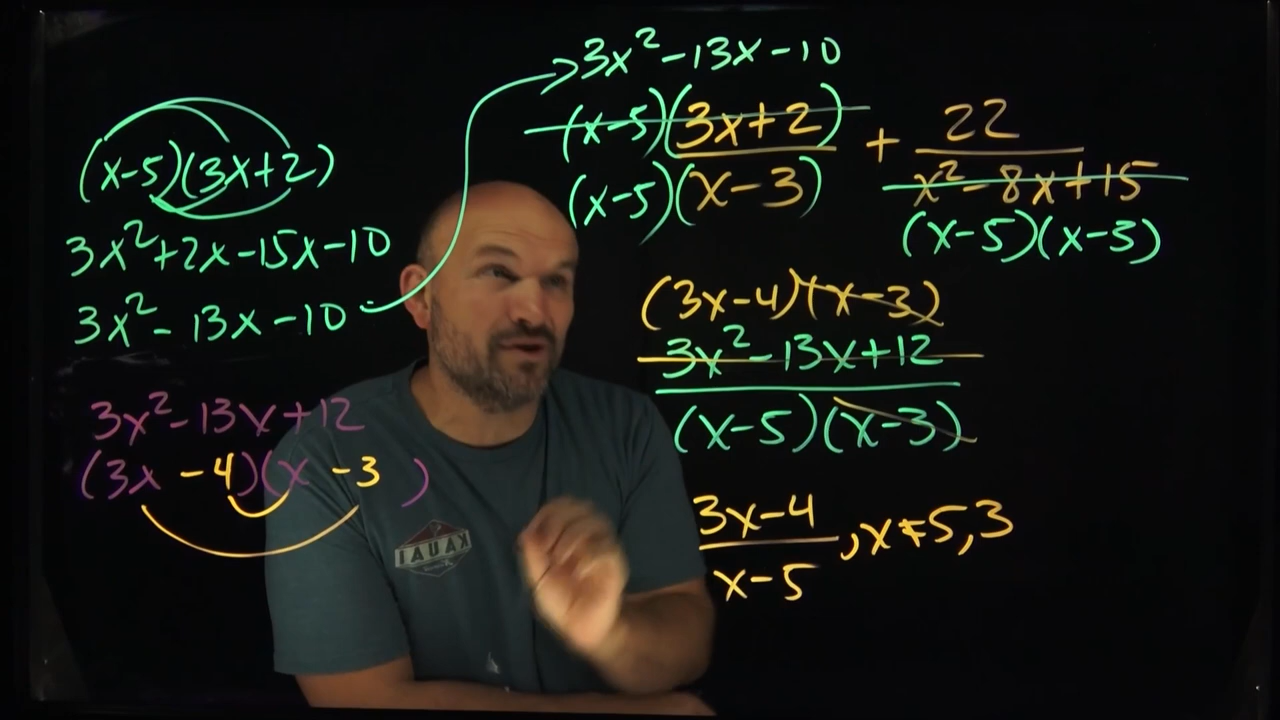 (x-5)(3x+2)
3x²+2x-15x-10
3x²-13x-10
3x²-13x+12
(3x-4)(x-3)
3x²-13x-10
(x-5)(3x+2) + 22
(x-5)(x-3) x²-8x+15
(x-5)(x-3)
(3x-4)(x-3)
3x²-13x+12
(x-5)(x-3)
3x-4
x-5
, x≠5,3
KAUAI